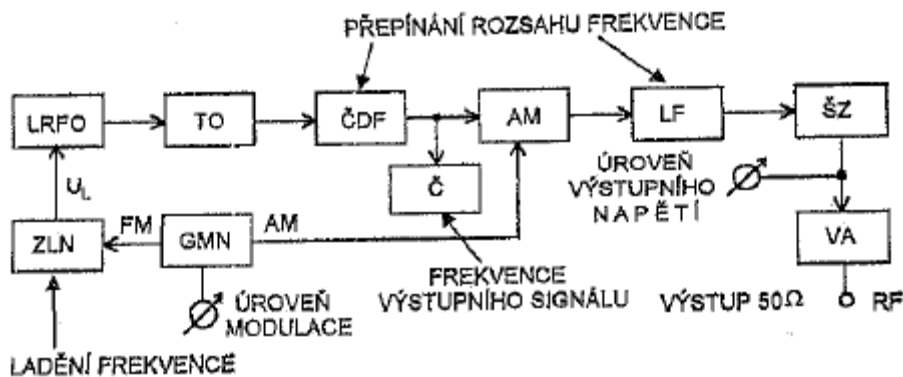 PŘEPÍNÁNÍ ROZSAHU FREKVENCE
LRFO
TO
ČDF
AM
LF
ŠZ
U_L
Č
ÚROVEŇ
VÝSTUPNÍHO
NAPĚTÍ
ZLN
FM
GMN
AM
VA
ÚROVEŇ
MODULACE
FREKVENCE
VÝSTUPNÍHO SIGNÁLU
VÝSTUP 50Ω
RF
LADĚNÍ FREKVENCE